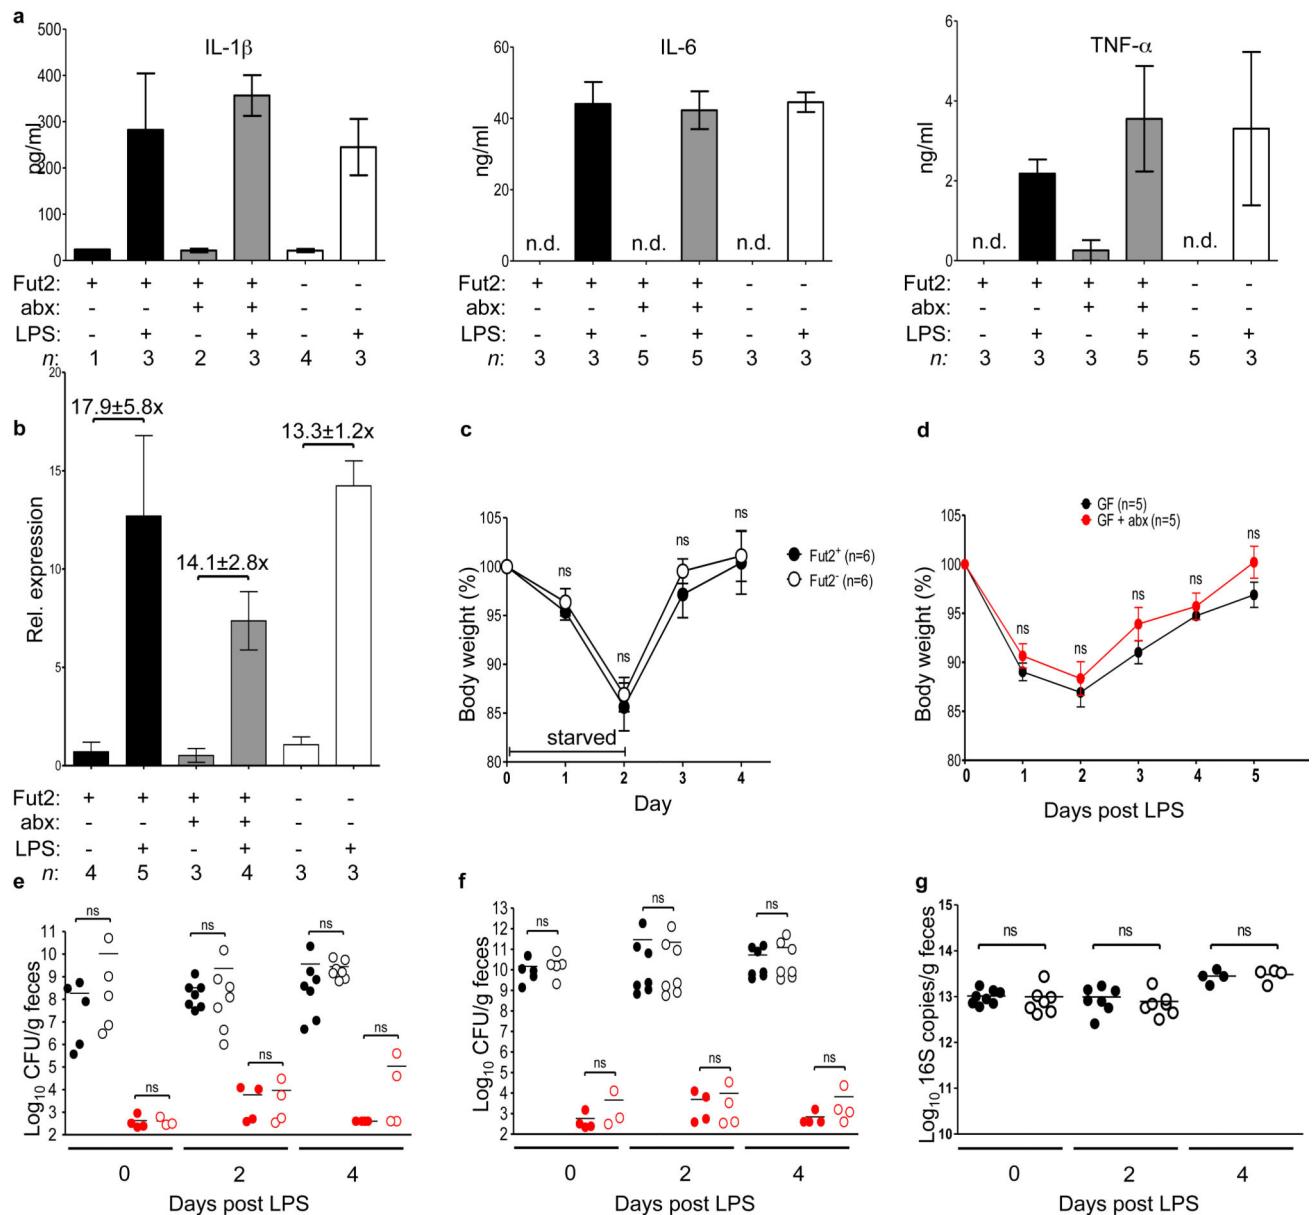 a
IL-1β
pg/ml
500
400
300
200
100
0
Fut2: + + + + - -
abx: - - + + - -
LPS: - + - + - +
n: 1 3 2 3 4 3
IL-6
ng/ml
60
40
20
0
n.d. n.d. n.d.
Fut2: + + + + - -
abx: - - + + - -
LPS: - + - + - +
n: 3 3 5 5 3 3
TNF-α
ng/ml
6
4
2
0
n.d. n.d.
Fut2: + + + + - -
abx: - - + + - -
LPS: - + - + - +
n: 3 3 3 5 5 3
b
Rel. expression
20
15
10
5
0
17.9±5.8x
14.1±2.8x
13.3±1.2x
Fut2: + + + + - -
abx: - - + + - -
LPS: - + - + - +
n: 4 5 3 4 3 3
c
Body weight (%)
105
100
95
90
85
80
ns ns ns ns
starved
0 1 2 3 4
Day
Fut2+ (n=6)
Fut2- (n=6)
d
GF (n=5)
GF + abx (n=5)
Body weight (%)
105
100
95
90
85
80
ns ns ns ns ns
0 1 2 3 4 5
Days post LPS
e
Log10 CFU/g feces
11
10
9
8
7
6
5
4
3
2
ns ns ns
ns ns ns
0 2 4
Days post LPS
f
Log10 CFU/g feces
13
12
11
10
9
8
7
6
5
4
3
2
ns ns ns
ns ns ns
0 2 4
Days post LPS
g
Log10 16S copies/g feces
15
14
13
12
11
10
ns ns ns
0 2 4
Days post LPS